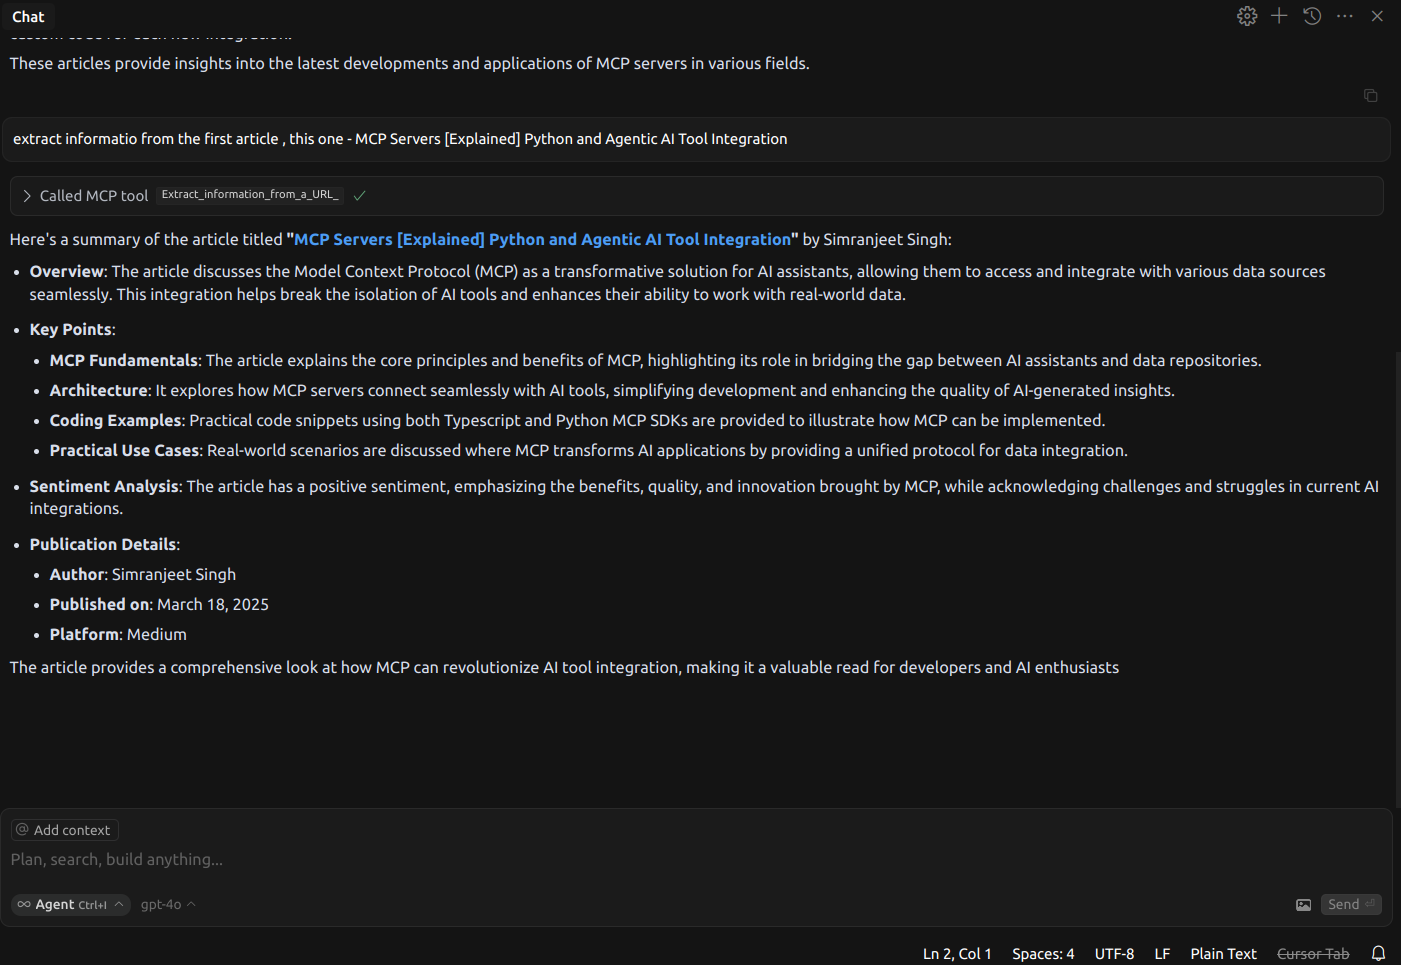 Chat
custom code for each new integration.
These articles provide insights into the latest developments and applications of MCP servers in various fields.
extract informatio from the first article , this one - MCP Servers [Explained] Python and Agentic AI Tool Integration
Called MCP tool Extract_information_from_a_URL_
Here's a summary of the article titled "MCP Servers [Explained] Python and Agentic AI Tool Integration" by Simranjeet Singh:
• Overview: The article discusses the Model Context Protocol (MCP) as a transformative solution for AI assistants, allowing them to access and integrate with various data sources
seamlessly. This integration helps break the isolation of AI tools and enhances their ability to work with real-world data.
• Key Points:
• MCP Fundamentals: The article explains the core principles and benefits of MCP, highlighting its role in bridging the gap between AI assistants and data repositories.
• Architecture: It explores how MCP servers connect seamlessly with AI tools, simplifying development and enhancing the quality of AI-generated insights.
• Coding Examples: Practical code snippets using both Typescript and Python MCP SDKs are provided to illustrate how MCP can be implemented.
• Practical Use Cases: Real-world scenarios are discussed where MCP transforms AI applications by providing a unified protocol for data integration.
• Sentiment Analysis: The article has a positive sentiment, emphasizing the benefits, quality, and innovation brought by MCP, while acknowledging challenges and struggles in current AI
integrations.
• Publication Details:
• Author: Simranjeet Singh
• Published on: March 18, 2025
• Platform: Medium
The article provides a comprehensive look at how MCP can revolutionize AI tool integration, making it a valuable read for developers and AI enthusiasts
@ Add context
Plan, search, build anything...
∞ Agent Ctrl+I gpt-4o Send ⏎
Ln 2, Col 1 Spaces: 4 UTF-8 LF Plain Text Cursor Tab